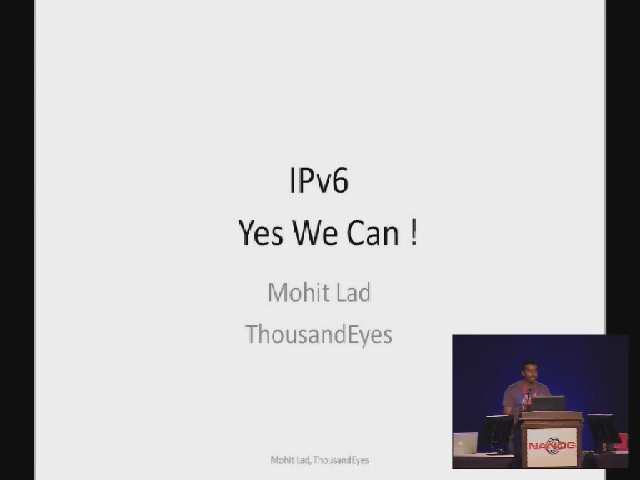 IPv6
Yes We Can !
Mohit Lad
ThousandEyes
Mohit Lad, ThousandEyes
NANOG